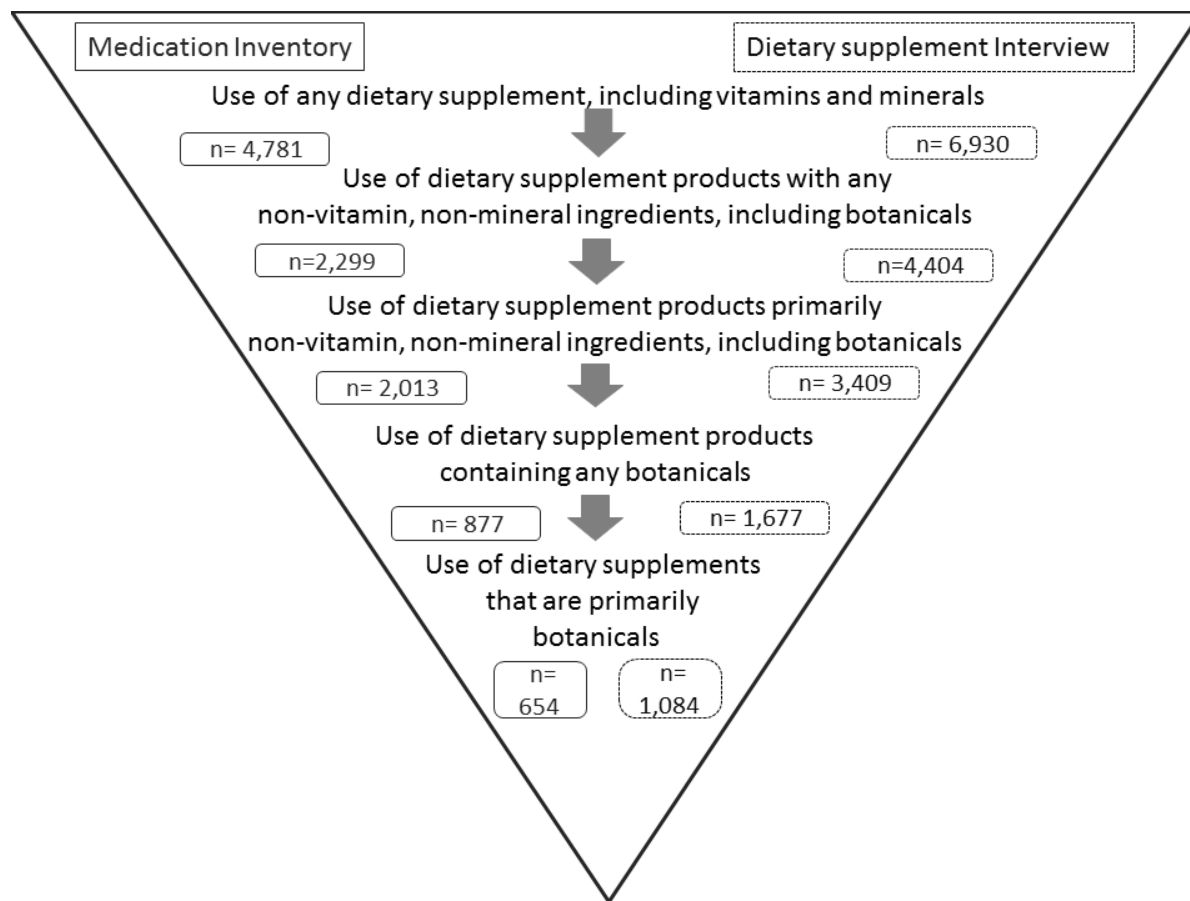 Medication Inventory
Dietary supplement Interview
Use of any dietary supplement, including vitamins and minerals
n= 4,781
n= 6,930
Use of dietary supplement products with any
non-vitamin, non-mineral ingredients, including botanicals
n=2,299
n=4,404
Use of dietary supplement products primarily
non-vitamin, non-mineral ingredients, including botanicals
n= 2,013
n= 3,409
Use of dietary supplement products
containing any botanicals
n= 877
n= 1,677
Use of dietary supplements
that are primarily
botanicals
n=
654
n=
1,084